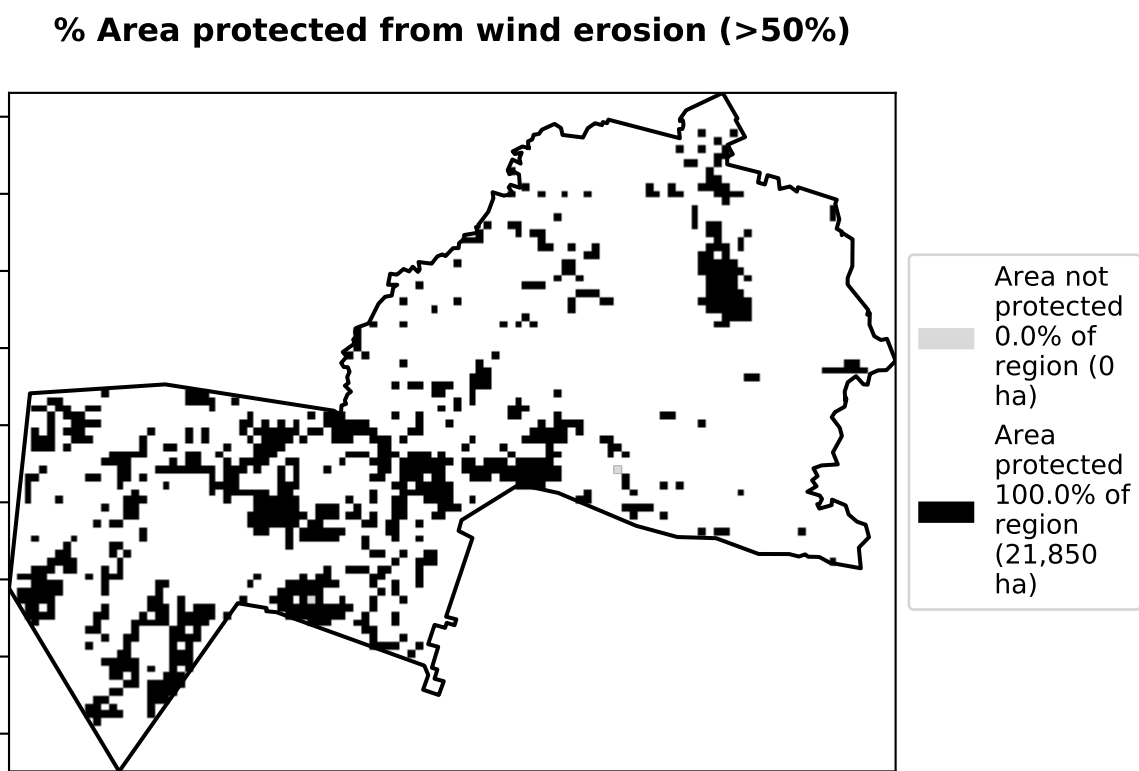 % Area protected from wind erosion (>50%)
Area not
protected
0.0% of
region (0
ha)
Area
protected
100.0% of
region
(21,850
ha)